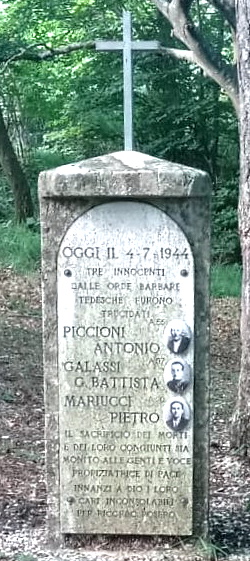 OGGI IL 4-7-1944
TRE INNOCENTI
DALLE ORDE BARBARE
TEDESCHE FURONO
TRUCIDATI
PICCIONI
ANTONIO
GALASSI
G. BATTISTA
MARIUCCI
PIETRO
IL SACRIFICIO DEI MORTI
E DEI LORO CONGIUNTI SIA
MONITO ALLE GENTI E VOCE
PROPIZIATRICE DI PACE
INNANZI A DIO I LORO
CARI INCONSOLABILI
PER RICORDO POSERO